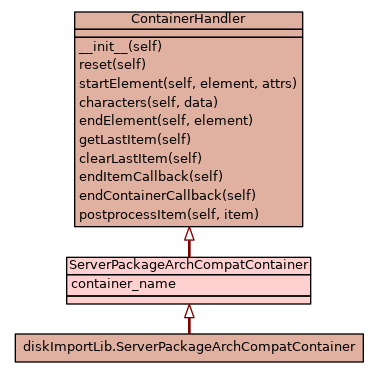 ContainerHandler
__init__(self)
reset(self)
startElement(self, element, attrs)
characters(self, data)
endElement(self, element)
getLastItem(self)
clearLastItem(self)
endItemCallback(self)
endContainerCallback(self)
postprocessItem(self, item)
ServerPackageArchCompatContainer
container_name
diskImportLib.ServerPackageArchCompatContainer